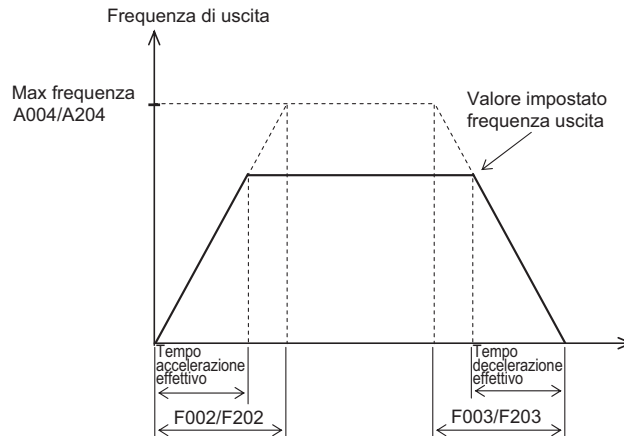 Frequenza di uscita
Max frequenza
A004/A204
Valore impostato
frequenza uscita
Tempo
accelerazione
effettivo
Tempo
decelerazione
effettivo
F002/F202
F003/F203